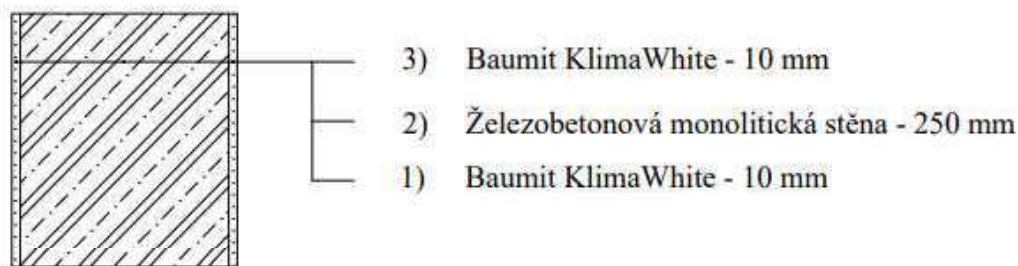 3) Baumit KlimaWhite - 10 mm
2) Železobetonová monolitická stěna - 250 mm
1) Baumit KlimaWhite - 10 mm